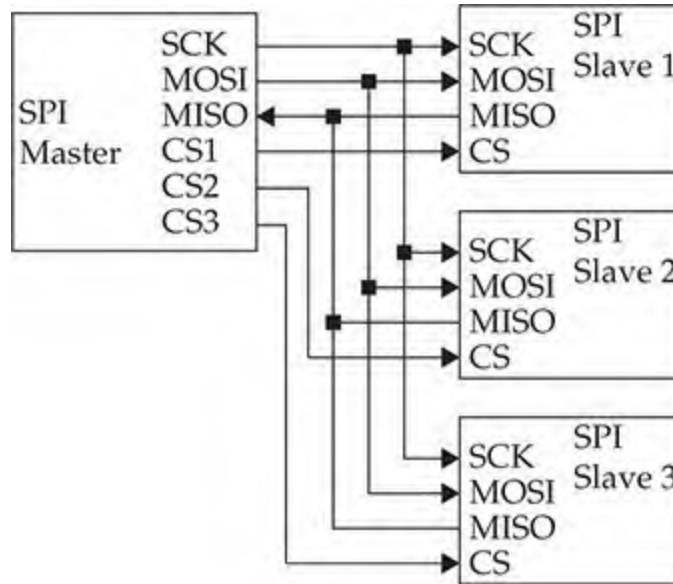 SPI
Master
SCK
MOSI
MISO
CS1
CS2
CS3
SPI
Slave 1
SCK
MOSI
MISO
CS
SPI
Slave 2
SCK
MOSI
MISO
CS
SPI
Slave 3
SCK
MOSI
MISO
CS